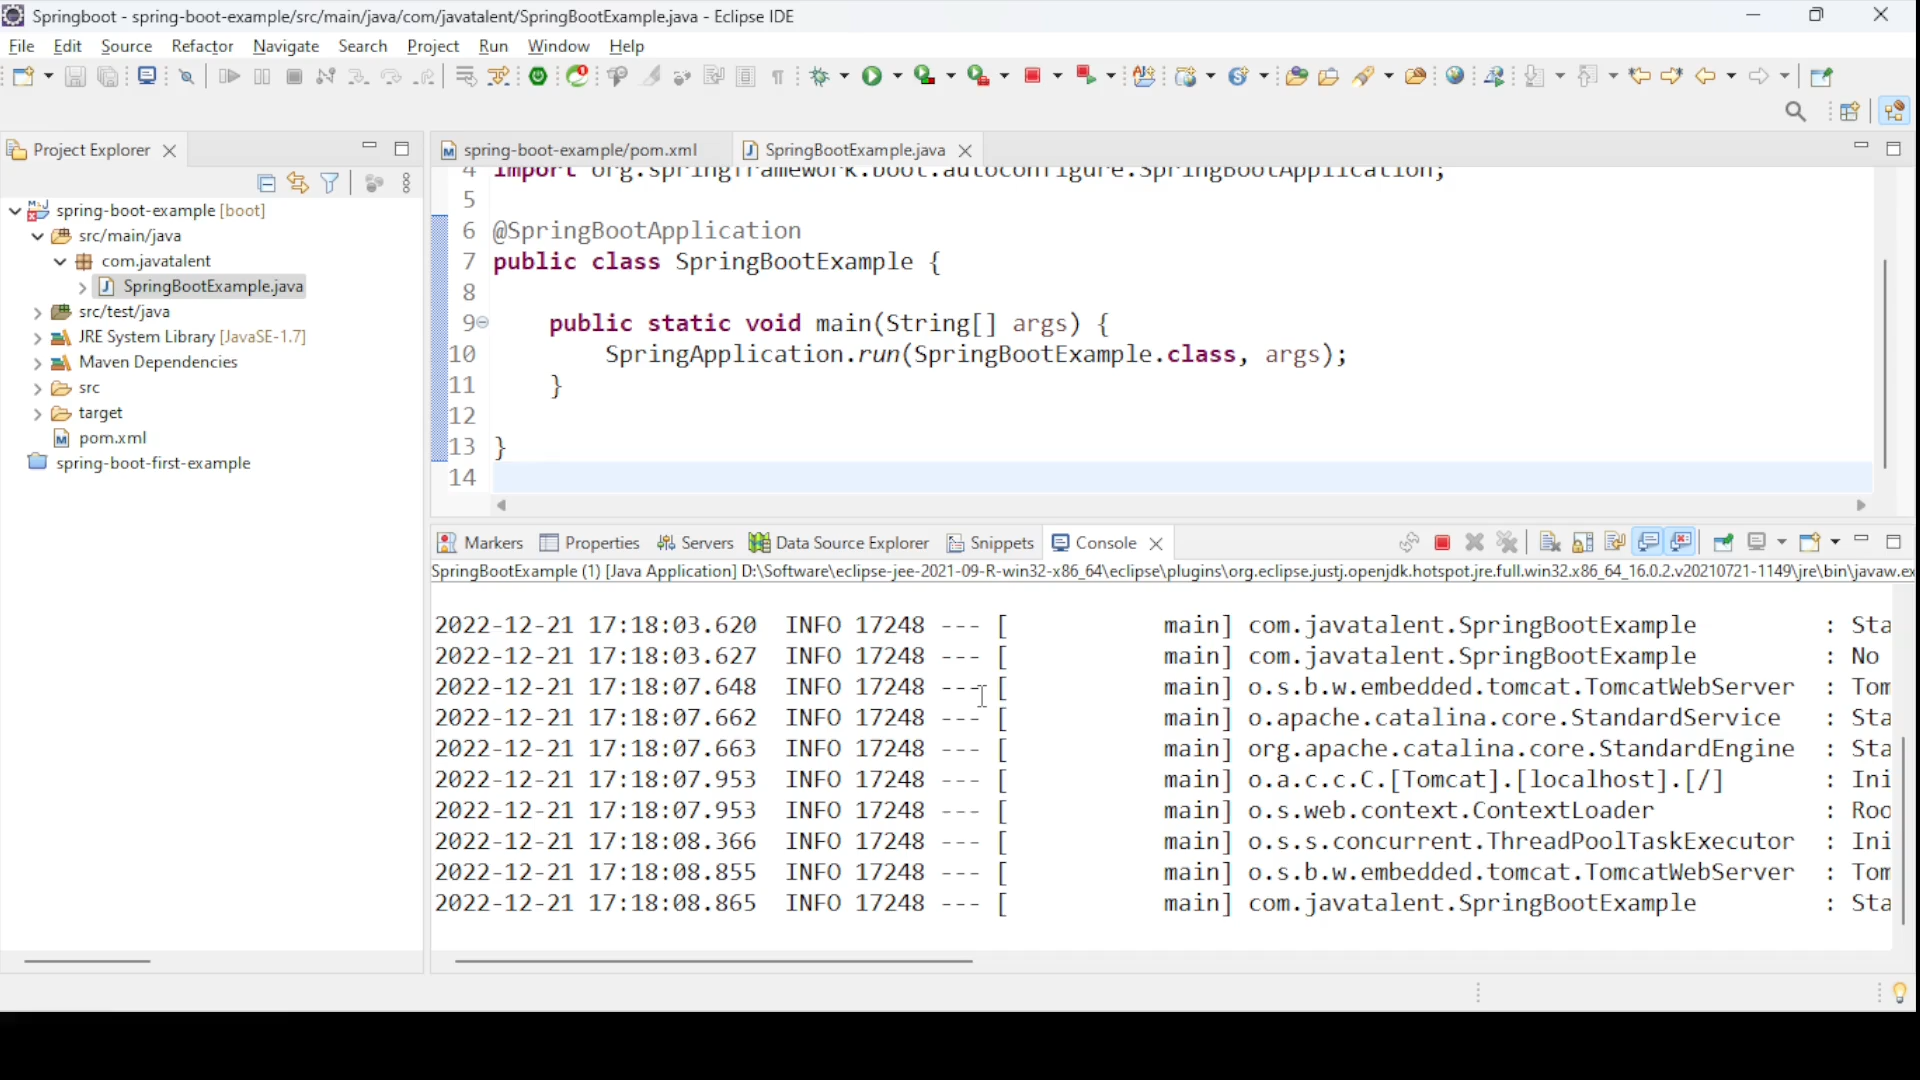 Springboot - spring-boot-example/src/main/java/com/javatalent/SpringBootExample.java - Eclipse IDE
File Edit Source Refactor Navigate Search Project Run Window Help
Project Explorer
spring-boot-example [boot]
src/main/java
com.javatalent
SpringBootExample.java
src/test/java
JRE System Library [JavaSE-1.7]
Maven Dependencies
src
target
pom.xml
spring-boot-first-example
spring-boot-example/pom.xml SpringBootExample.java
4 import org.springframework.boot.autoconfigure.SpringBootApplication;
5
6 @SpringBootApplication
7 public class SpringBootExample {
8
9 public static void main(String[] args) {
10 SpringApplication.run(SpringBootExample.class, args);
11 }
12
13 }
14
Markers Properties Servers Data Source Explorer Snippets Console
SpringBootExample (1) [Java Application] D:\Software\eclipse-jee-2021-09-R-win32-x86_64\eclipse\plugins\org.eclipse.justj.openjdk.hotspot.jre.full.win32.x86_64_16.0.2.v20210721-1149\jre\bin\javaw.ex
2022-12-21 17:18:03.620 INFO 17248 --- [ main] com.javatalent.SpringBootExample : Sta
2022-12-21 17:18:03.627 INFO 17248 --- [ main] com.javatalent.SpringBootExample : No
2022-12-21 17:18:07.648 INFO 17248 --- [ main] o.s.b.w.embedded.tomcat.TomcatWebServer : Tom
2022-12-21 17:18:07.662 INFO 17248 --- [ main] o.apache.catalina.core.StandardService : Sta
2022-12-21 17:18:07.663 INFO 17248 --- [ main] org.apache.catalina.core.StandardEngine : Sta
2022-12-21 17:18:07.953 INFO 17248 --- [ main] o.a.c.c.C.[Tomcat].[localhost].[/] : Ini
2022-12-21 17:18:07.953 INFO 17248 --- [ main] o.s.web.context.ContextLoader : Roo
2022-12-21 17:18:08.366 INFO 17248 --- [ main] o.s.s.concurrent.ThreadPoolTaskExecutor : Ini
2022-12-21 17:18:08.855 INFO 17248 --- [ main] o.s.b.w.embedded.tomcat.TomcatWebServer : Tom
2022-12-21 17:18:08.865 INFO 17248 --- [ main] com.javatalent.SpringBootExample : Sta